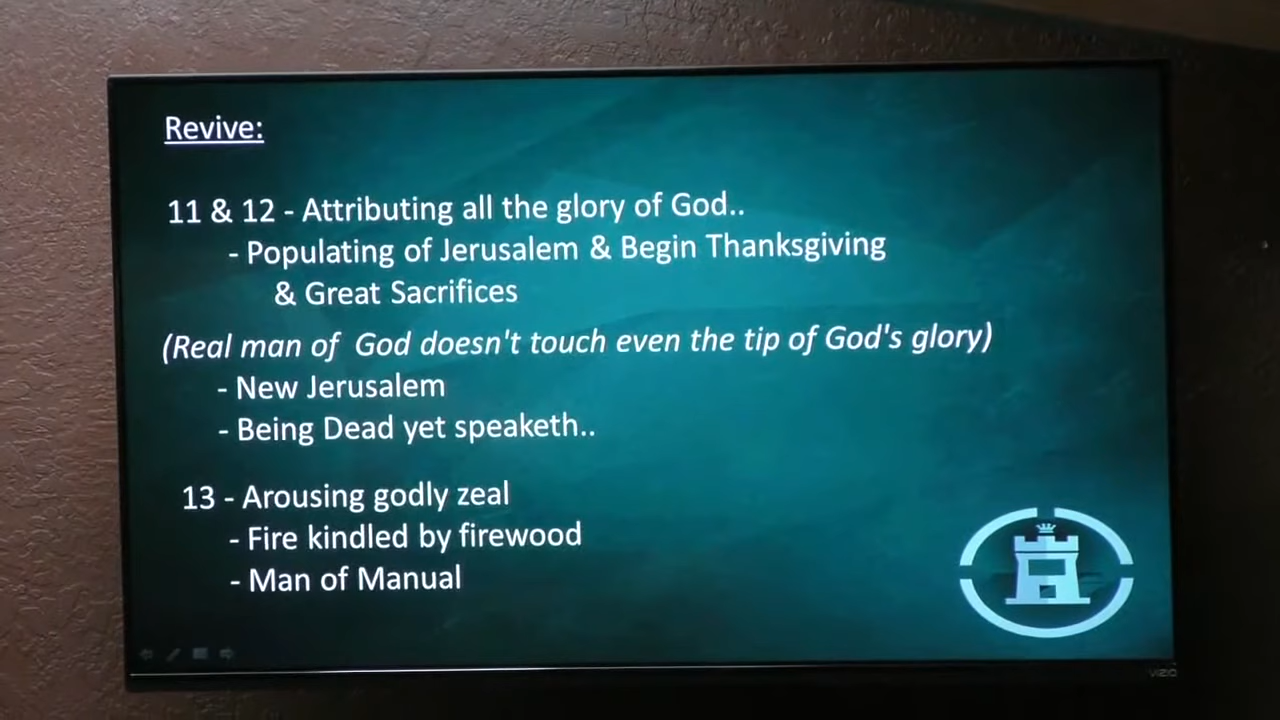 Revive:
11 & 12 - Attributing all the glory of God..
- Populating of Jerusalem & Begin Thanksgiving
& Great Sacrifices
(Real man of God doesn't touch even the tip of God's glory)
- New Jerusalem
- Being Dead yet speaketh..
13 - Arousing godly zeal
- Fire kindled by firewood
- Man of Manual
VIZIO